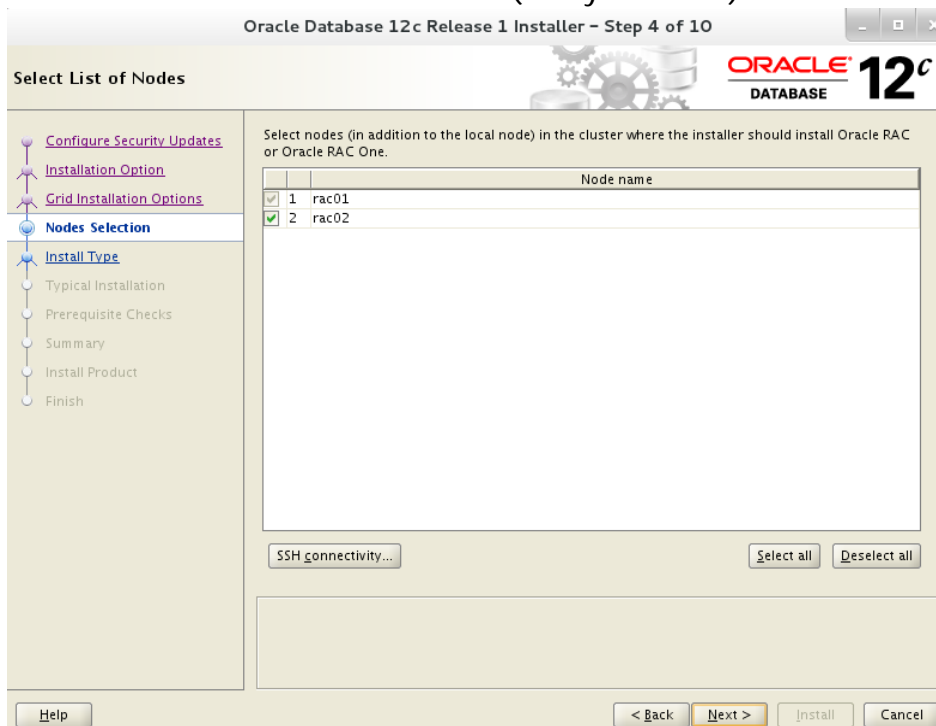 Oracle Database 12c Release 1 Installer – Step 4 of 10
Select List of Nodes
ORACLE
DATABASE
12c
Configure Security Updates
Installation Option
Grid Installation Options
Nodes Selection
Install Type
Typical Installation
Prerequisite Checks
Summary
Install Product
Finish
Select nodes (in addition to the local node) in the cluster where the installer should install Oracle RAC
or Oracle RAC One.
Node name
1 rac01
2 rac02
SSH connectivity...
Select all
Deselect all
Help
< Back
Next >
Install
Cancel